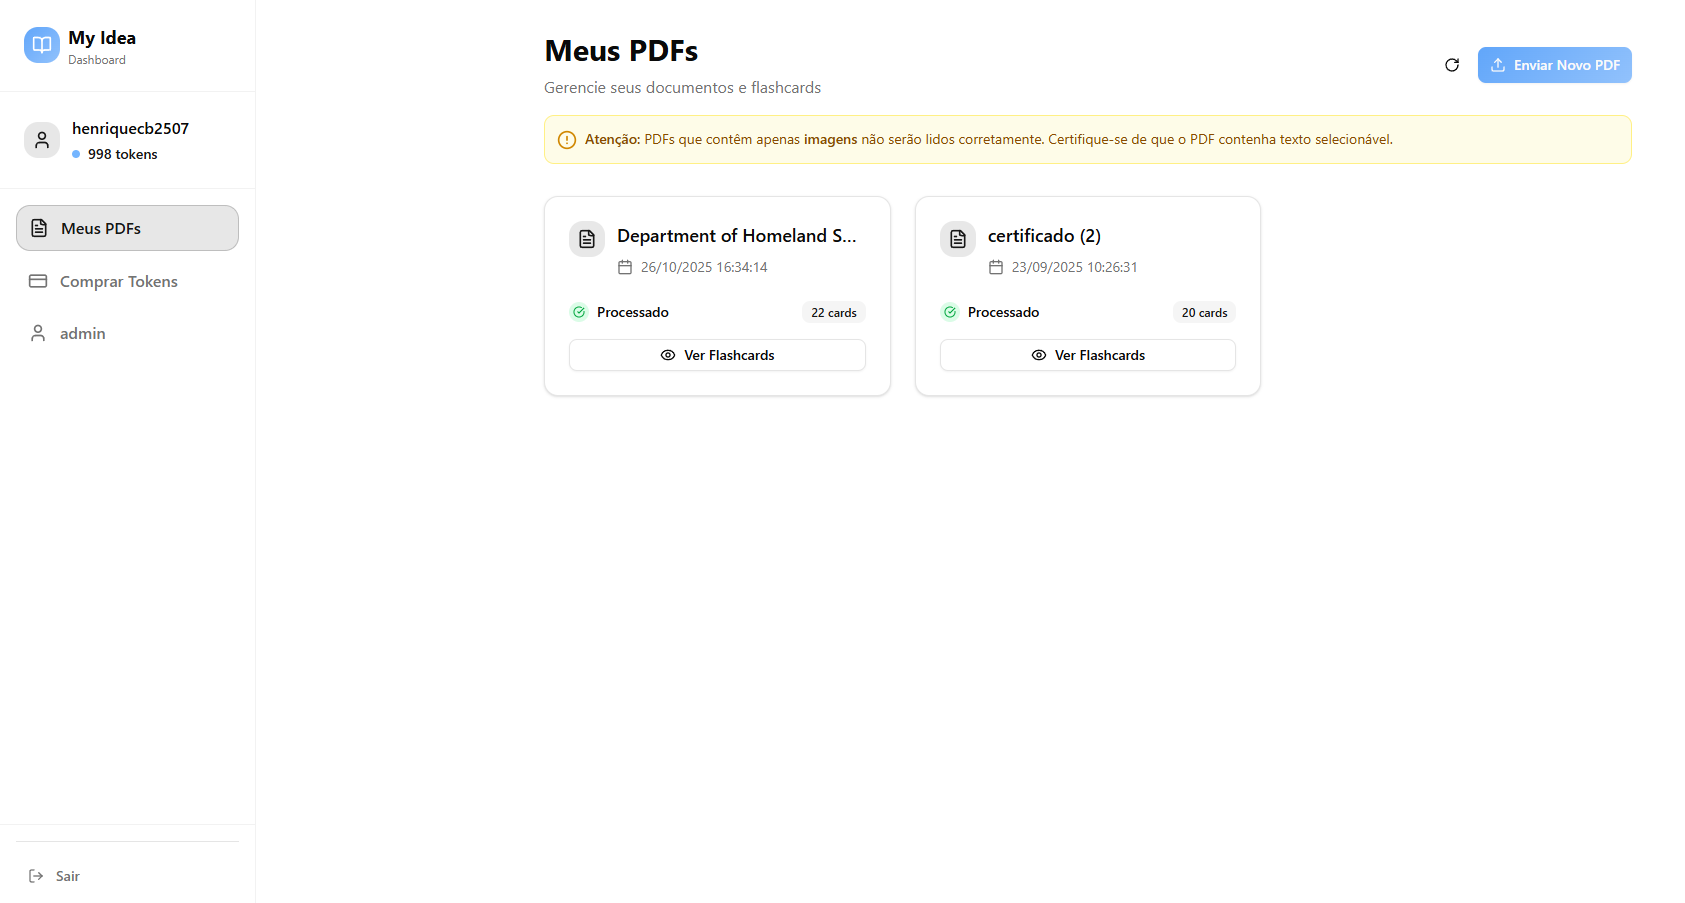 My Idea
Dashboard
henriquecb2507
998 tokens
Meus PDFs
Comprar Tokens
admin
Sair
Meus PDFs
Gerencie seus documentos e flashcards
Enviar Novo PDF
Atenção: PDFs que contêm apenas imagens não serão lidos corretamente. Certifique-se de que o PDF contenha texto selecionável.
Department of Homeland S...
26/10/2025 16:34:14
Processado
22 cards
Ver Flashcards
certificado (2)
23/09/2025 10:26:31
Processado
20 cards
Ver Flashcards